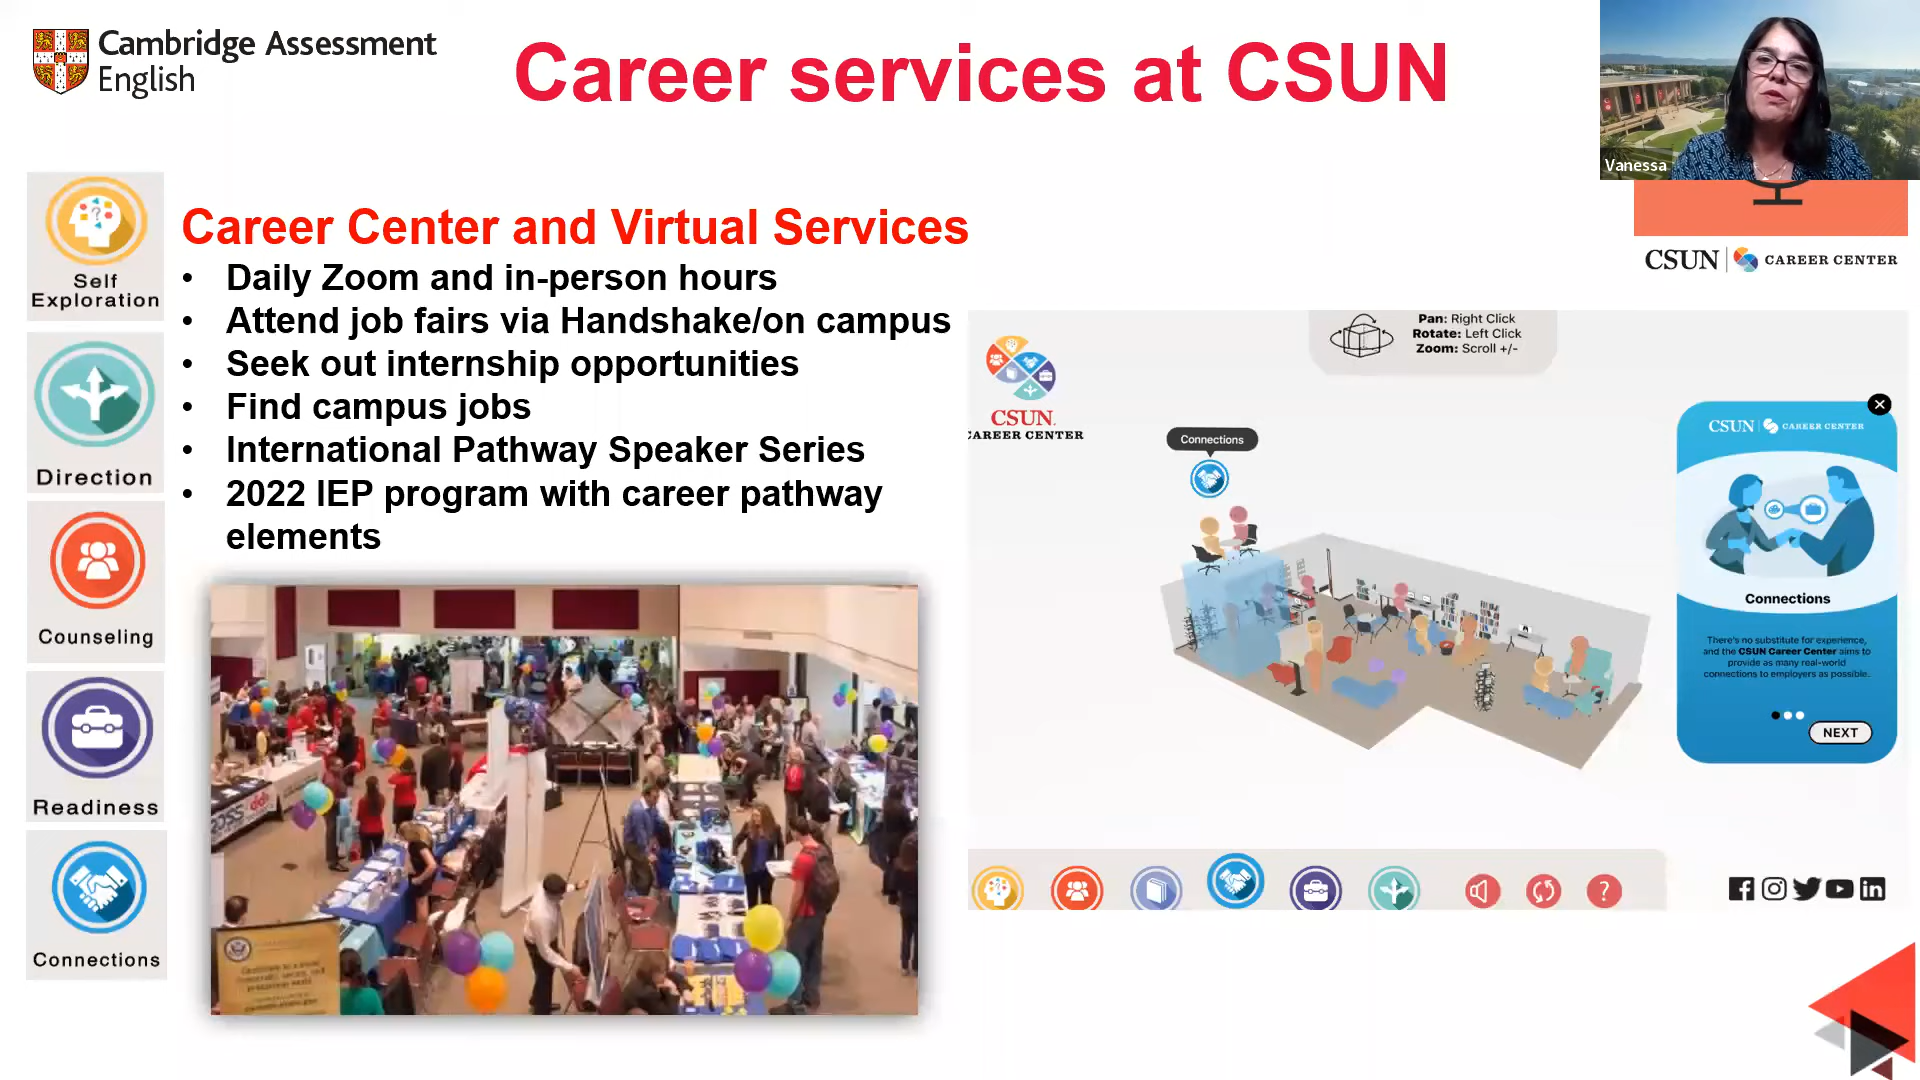 Cambridge Assessment
English
Career services at CSUN
Vanessa
CSUN CAREER CENTER
Self
Exploration
Direction
Counseling
Readiness
Connections
Career Center and Virtual Services
• Daily Zoom and in-person hours
• Attend job fairs via Handshake/on campus
• Seek out internship opportunities
• Find campus jobs
• International Pathway Speaker Series
• 2022 IEP program with career pathway
elements
Pan: Right Click
Rotate: Left Click
Zoom: Scroll +/-
CSUN
CAREER CENTER
Connections
CSUN CAREER CENTER
Connections
There's no substitute for experience,
and the CSUN Career Center aims to
provide as many real-world
connections to employers as possible.
NEXT